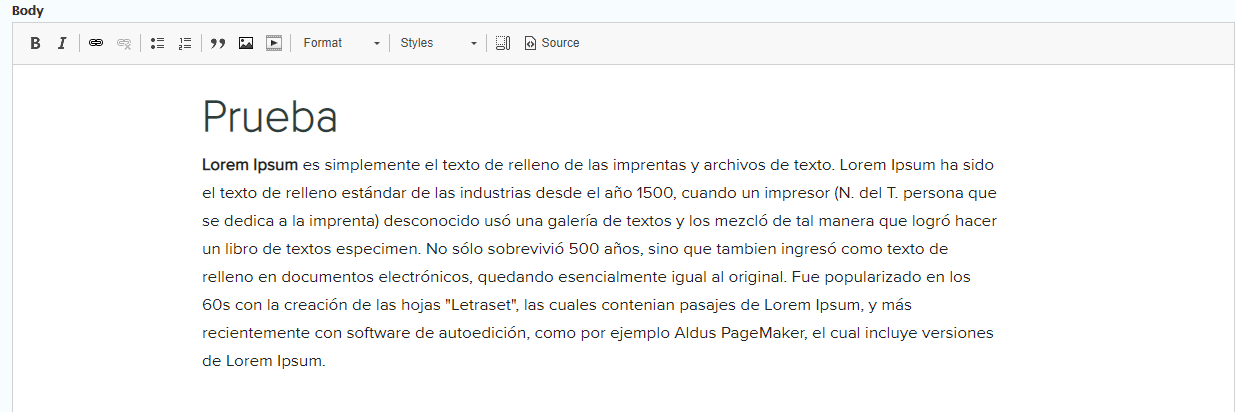 Body
B I Format Styles Source
Prueba
Lorem Ipsum es simplemente el texto de relleno de las imprentas y archivos de texto. Lorem Ipsum ha sido
el texto de relleno estándar de las industrias desde el año 1500, cuando un impresor (N. del T. persona que
se dedica a la imprenta) desconocido usó una galería de textos y los mezcló de tal manera que logró hacer
un libro de textos especimen. No sólo sobrevivió 500 años, sino que tambien ingresó como texto de
relleno en documentos electrónicos, quedando esencialmente igual al original. Fue popularizado en los
60s con la creación de las hojas "Letraset", las cuales contenian pasajes de Lorem Ipsum, y más
recientemente con software de autoedición, como por ejemplo Aldus PageMaker, el cual incluye versiones
de Lorem Ipsum.